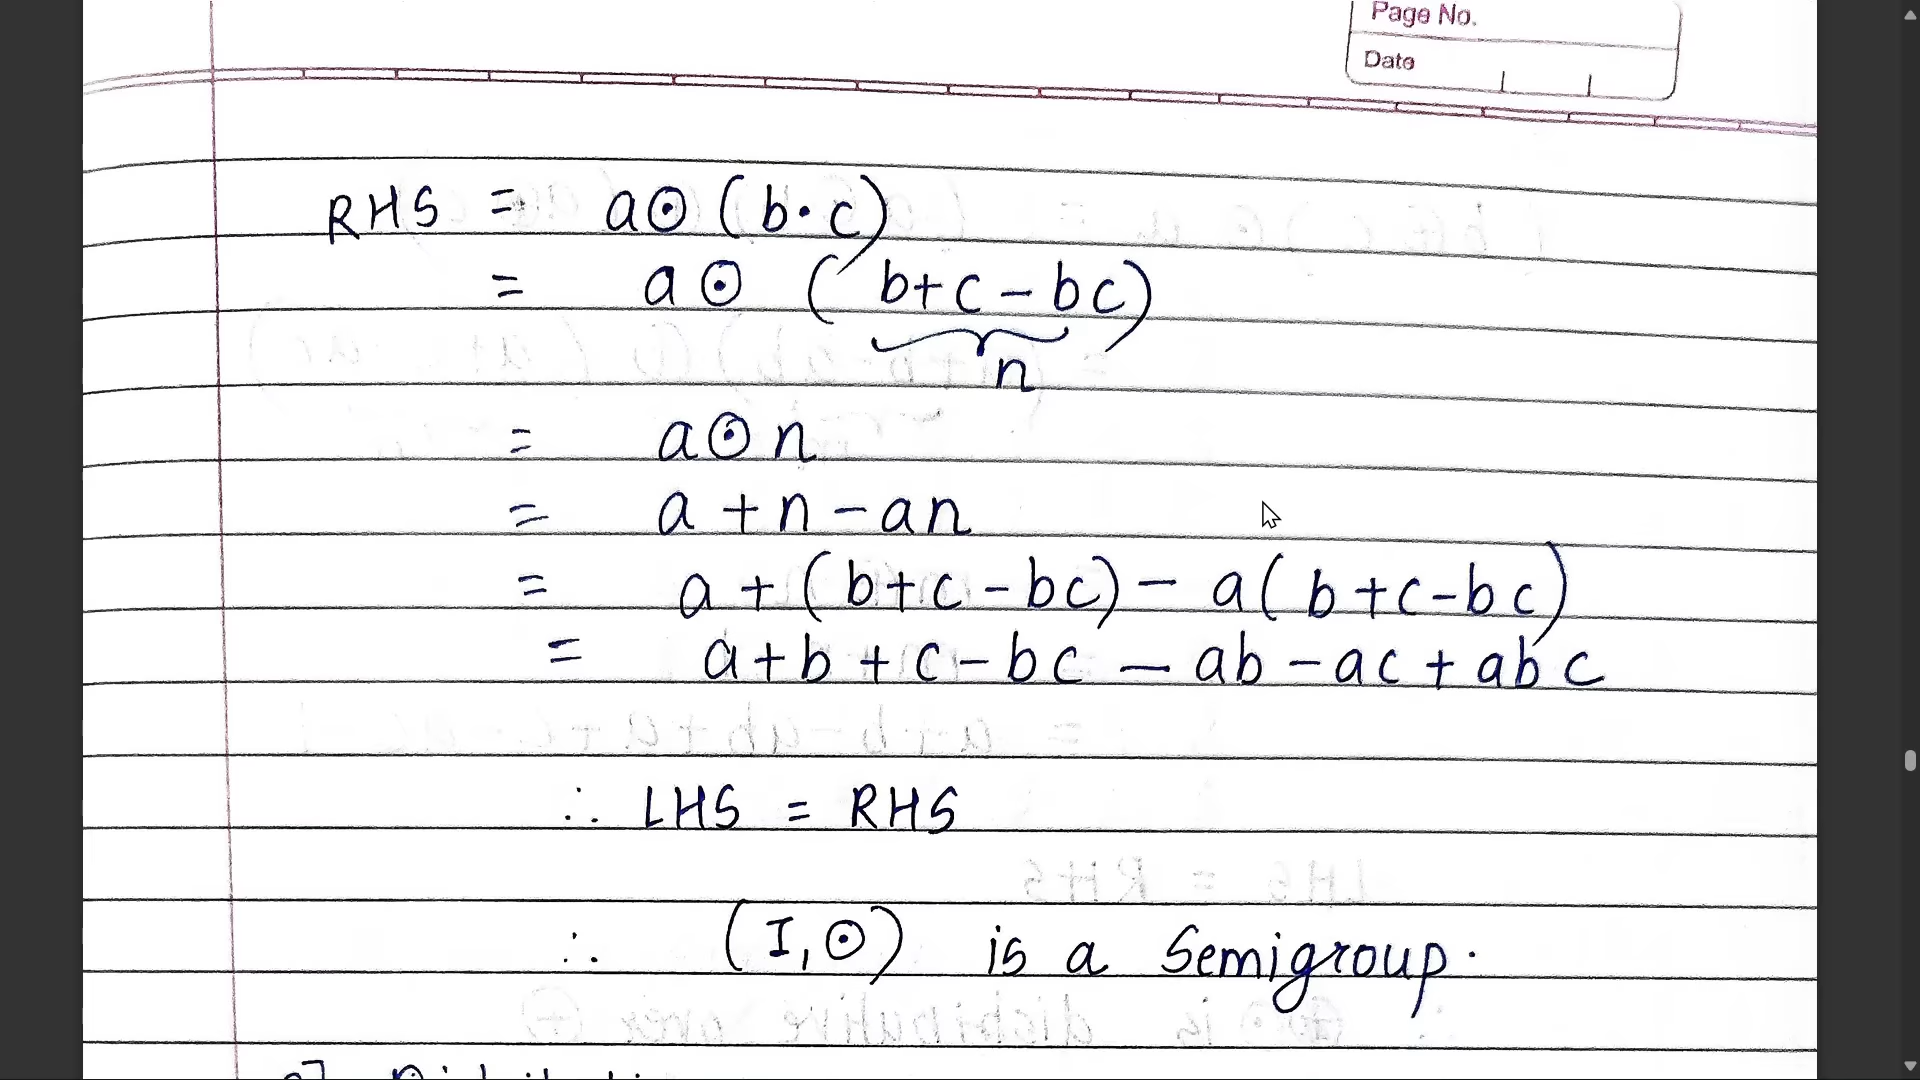 Page No.
Date
RHS = a⊙(b·c)
= a⊙ (b+c-bc)
n
= a⊙n
= a+n-an
= a+(b+c-bc)-a(b+c-bc)
= a+b+c-bc-ab-ac+abc
∴ LHS = RHS
∴ (I,⊙) is a Semigroup.